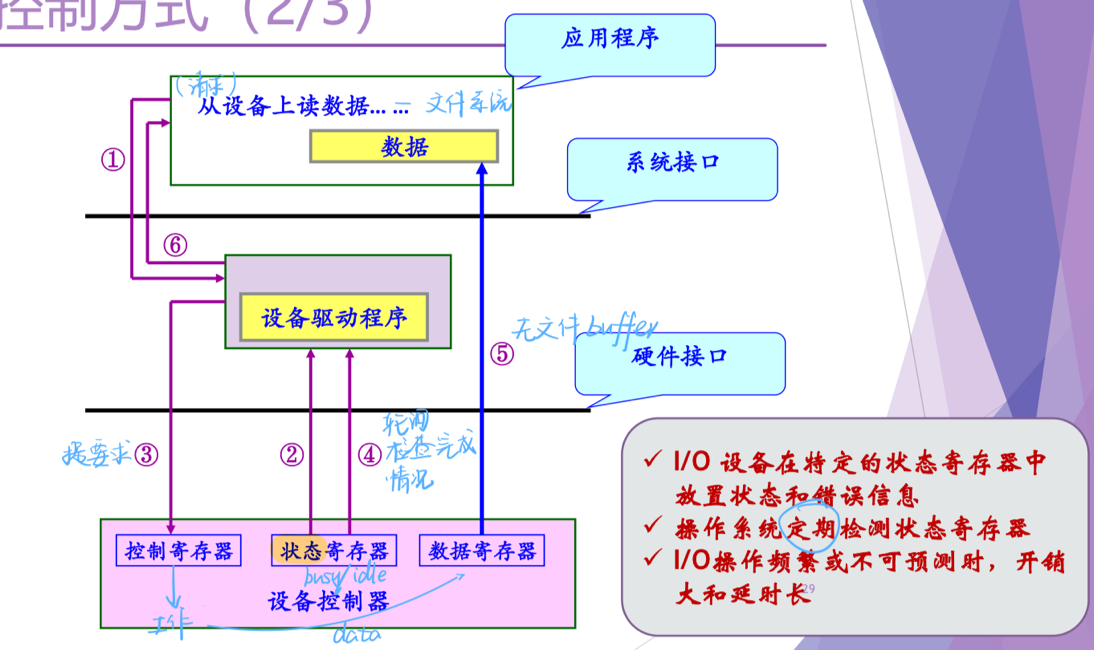 控制方式（2/3）
应用程序
（请求）
从设备上读数据... ... — 文件系统
数据
①
系统接口
⑥
设备驱动程序
无文件buffer
⑤
硬件接口
轮询
检查完成
情况
提要求 ③
②
④
控制寄存器
状态寄存器
数据寄存器
busy/idle
设备控制器
工作
data
✓ I/O 设备在特定的状态寄存器中
放置状态和错误信息
✓ 操作系统定期检测状态寄存器
✓ I/O操作频繁或不可预测时，开销
大和延时长
29